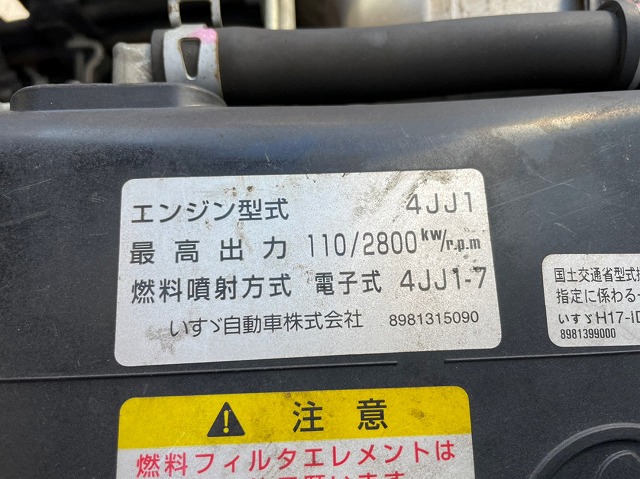 エンジン型式 4JJ1
最高出力 110/2800kw/r.p.m
燃料噴射方式 電子式 4JJ1-7
いすゞ自動車株式会社 8981315090
国土交通省型式
指定に係わる
いすゞH17-ID
8981399000
注意
燃料フィルタエレメントは